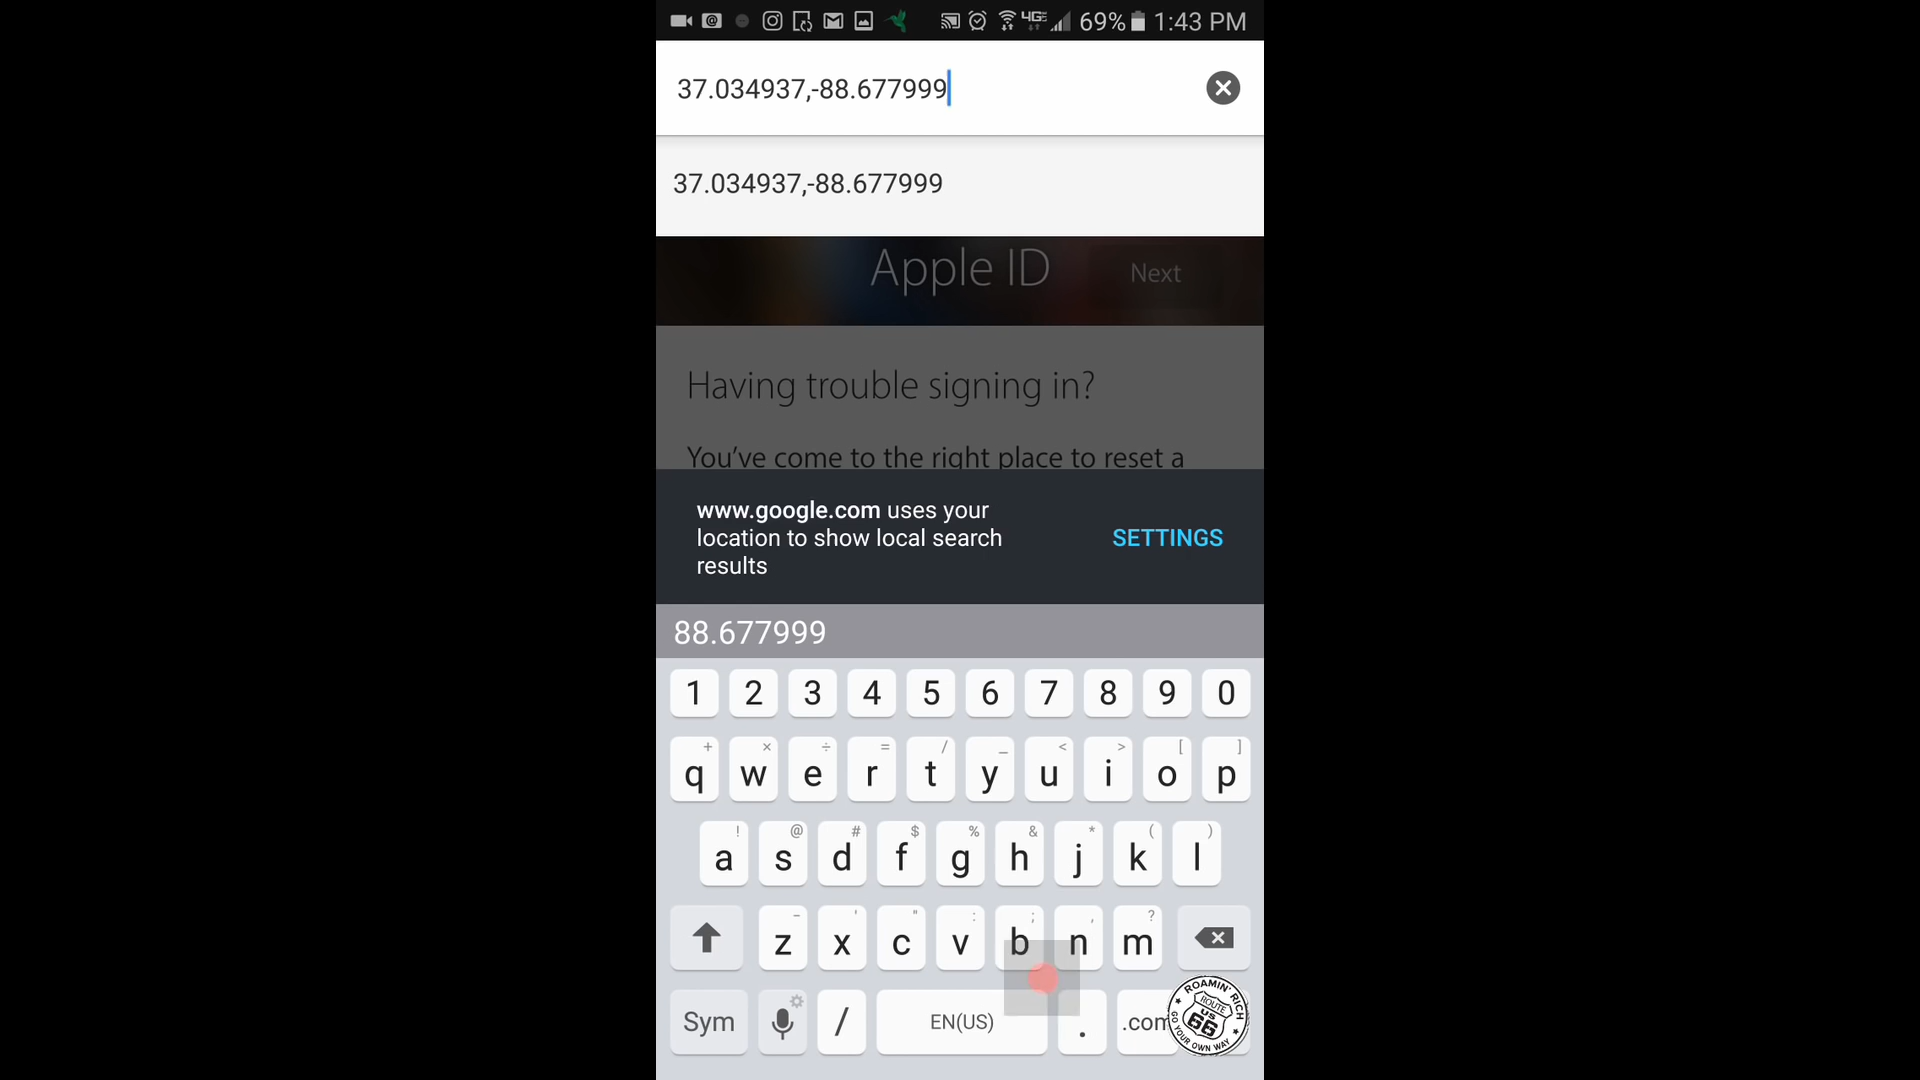 4G 69% 1:43 PM
37.034937,-88.677999
37.034937,-88.677999
Apple ID Next
Having trouble signing in?
You’ve come to the right place to reset a
www.google.com uses your
location to show local search
results
SETTINGS
88.677999
1 2 3 4 5 6 7 8 9 0
+ × ÷ = / _ < > [ ]
q w e r t y u i o p
! @ # $ % & * ( )
a s d f g h j k l
- ' " : ; , ?
z x c v b n m
Sym / EN(US) . .com
ROAMIN' RICH
ROUTE
US
66
GO YOUR OWN WAY